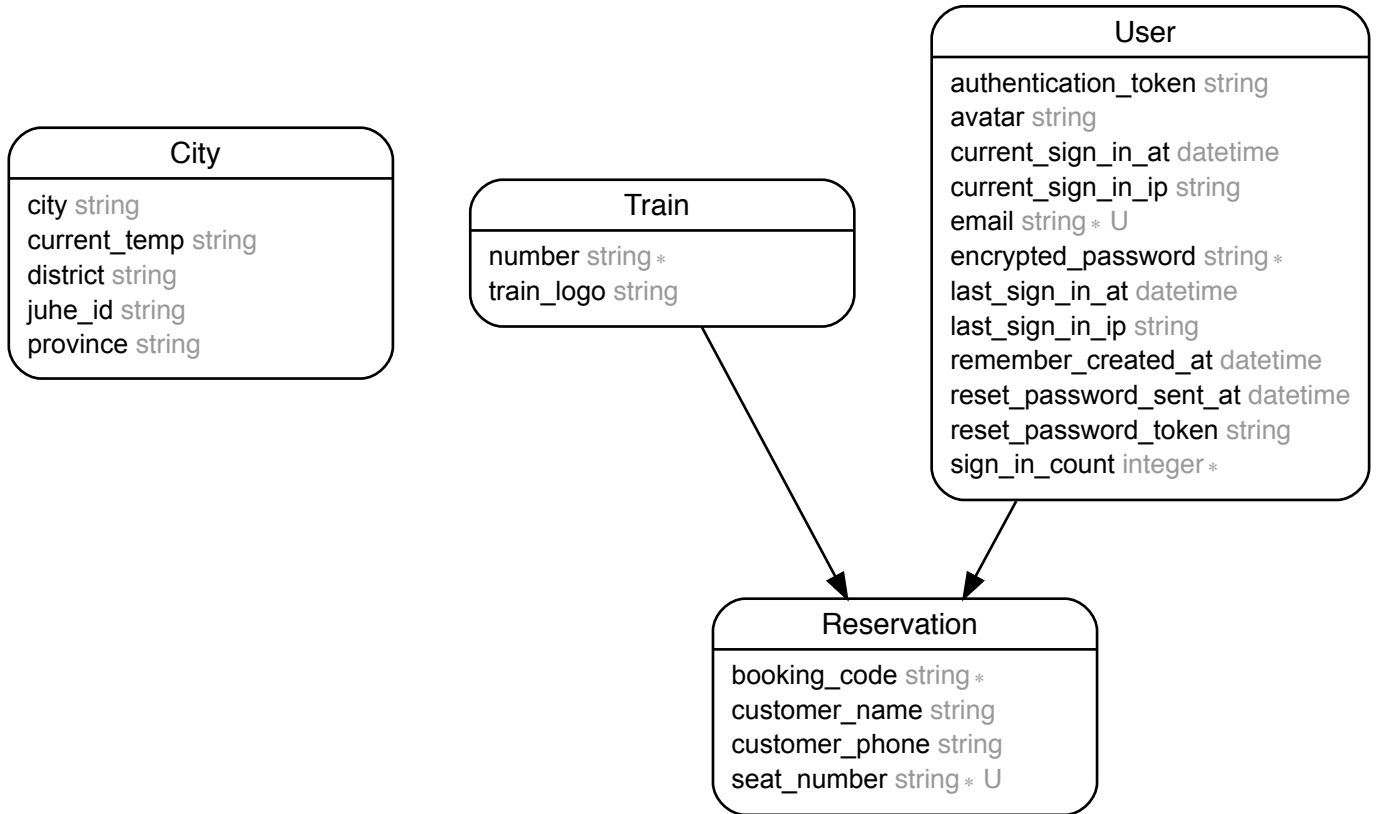 City
city string
current_temp string
district string
juhe_id string
province string
Train
number string ∗
train_logo string
User
authentication_token string
avatar string
current_sign_in_at datetime
current_sign_in_ip string
email string ∗ U
encrypted_password string ∗
last_sign_in_at datetime
last_sign_in_ip string
remember_created_at datetime
reset_password_sent_at datetime
reset_password_token string
sign_in_count integer ∗
Reservation
booking_code string ∗
customer_name string
customer_phone string
seat_number string ∗ U